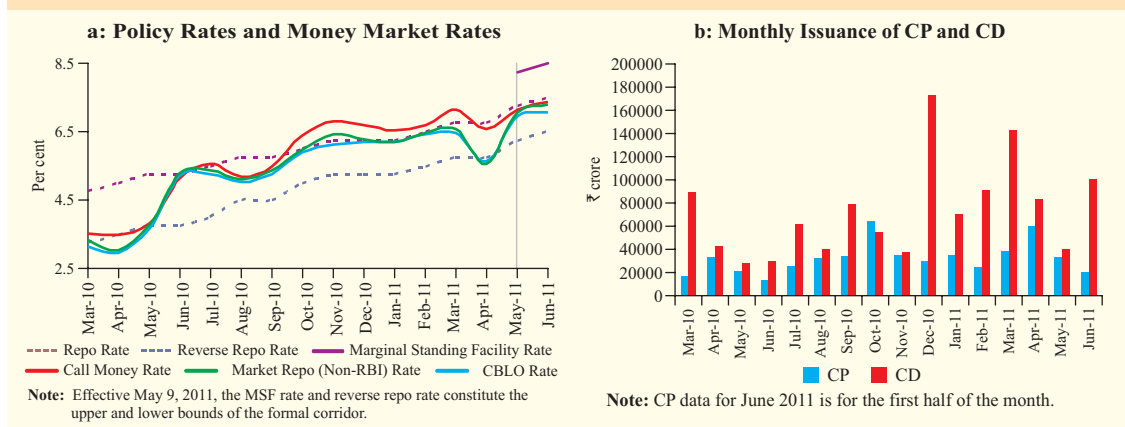 a: Policy Rates and Money Market Rates
8.5
6.5
4.5
2.5
Per cent
Mar-10
Apr-10
May-10
Jun-10
Jul-10
Aug-10
Sep-10
Oct-10
Nov-10
Dec-10
Jan-11
Feb-11
Mar-11
Apr-11
May-11
Jun-11
Repo Rate
Reverse Repo Rate
Marginal Standing Facility Rate
Call Money Rate
Market Repo (Non-RBI) Rate
CBLO Rate
Note: Effective May 9, 2011, the MSF rate and reverse repo rate constitute the
upper and lower bounds of the formal corridor.
b: Monthly Issuance of CP and CD
200000
180000
160000
140000
120000
100000
80000
60000
40000
20000
0
₹ crore
Mar-10
Apr-10
May-10
Jun-10
Jul-10
Aug-10
Sep-10
Oct-10
Nov-10
Dec-10
Jan-11
Feb-11
Mar-11
Apr-11
May-11
Jun-11
CP
CD
Note: CP data for June 2011 is for the first half of the month.